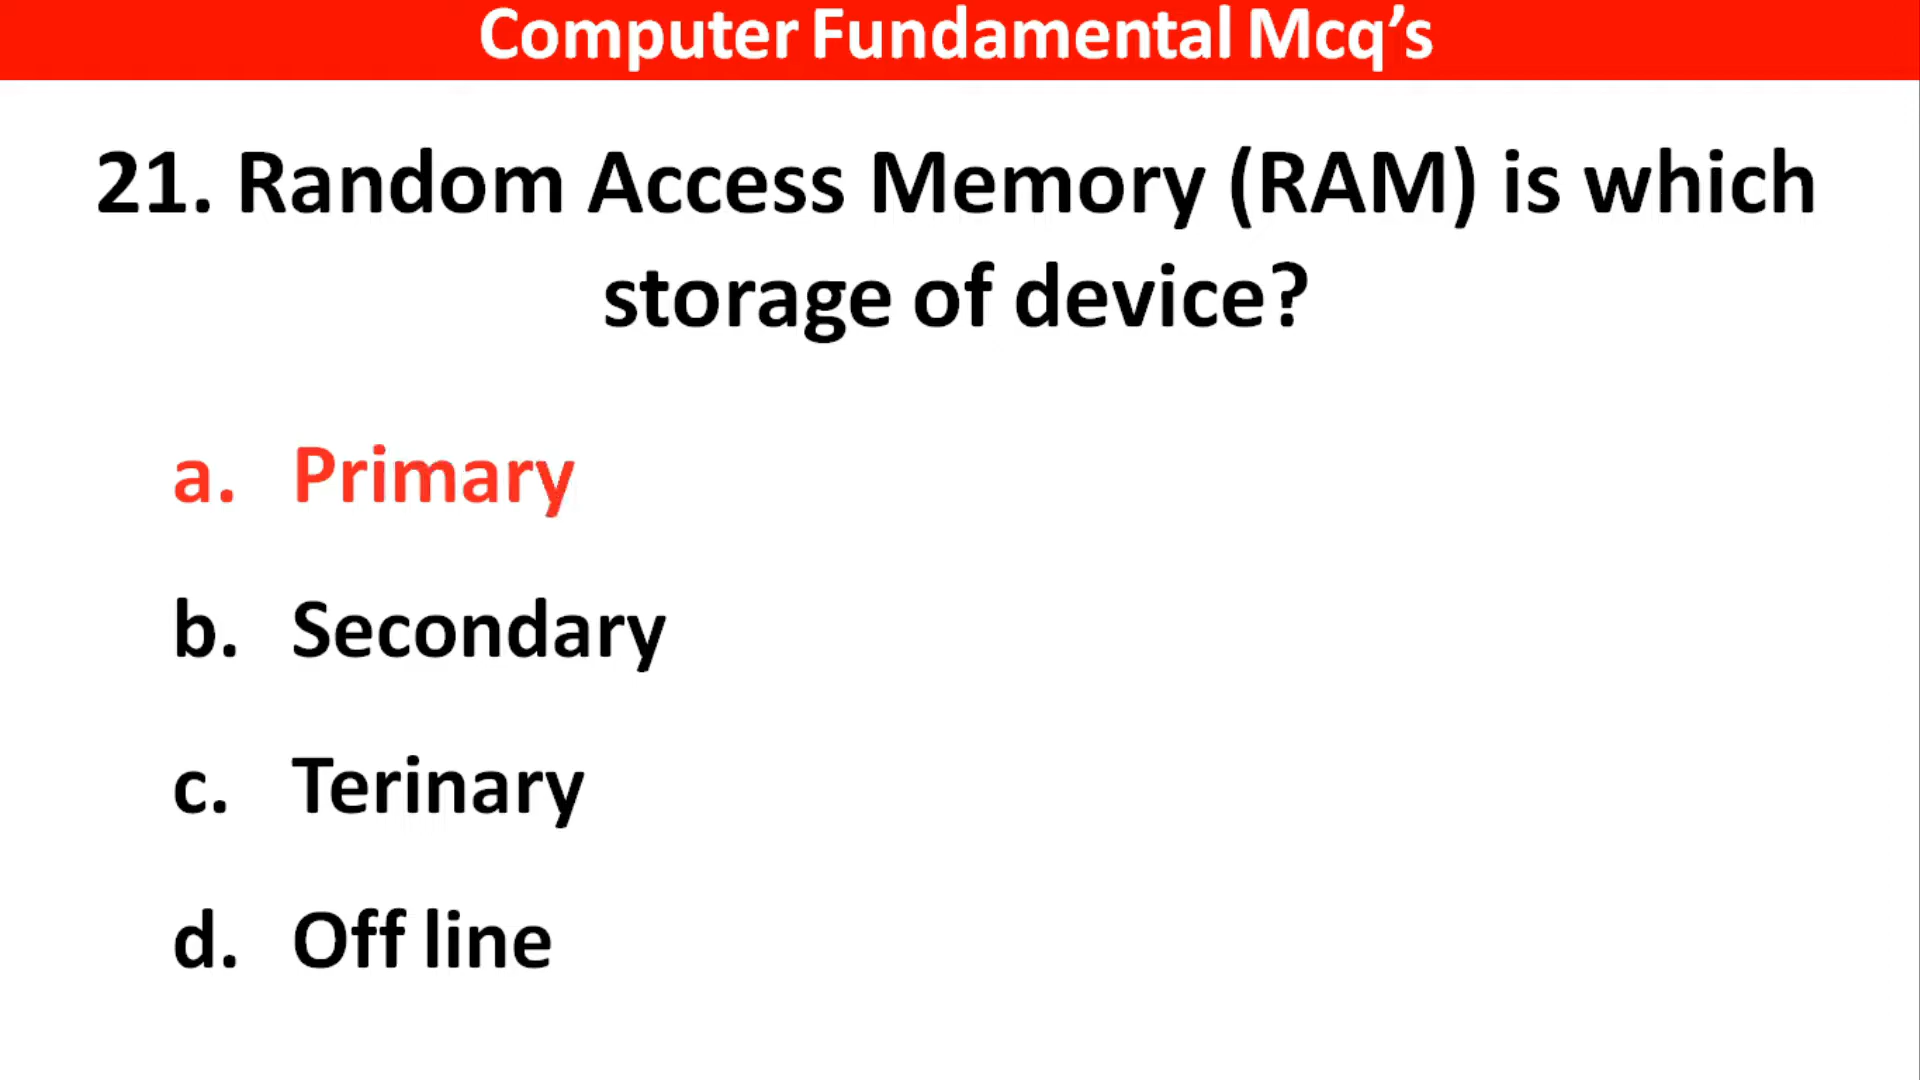 Computer Fundamental Mcq’s
21. Random Access Memory (RAM) is which
storage of device?
a. Primary
b. Secondary
c. Terinary
d. Off line